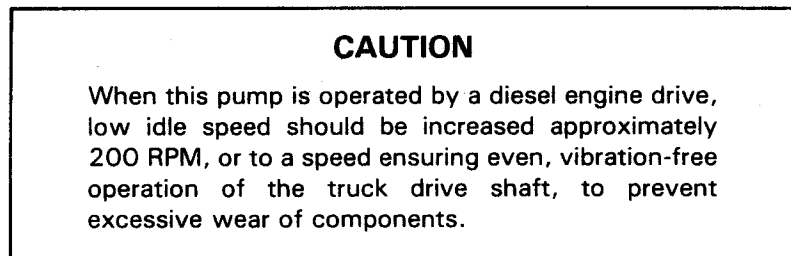 CAUTION
When this pump is operated by a diesel engine drive,
low idle speed should be increased approximately
200 RPM, or to a speed ensuring even, vibration-free
operation of the truck drive shaft, to prevent
excessive wear of components.